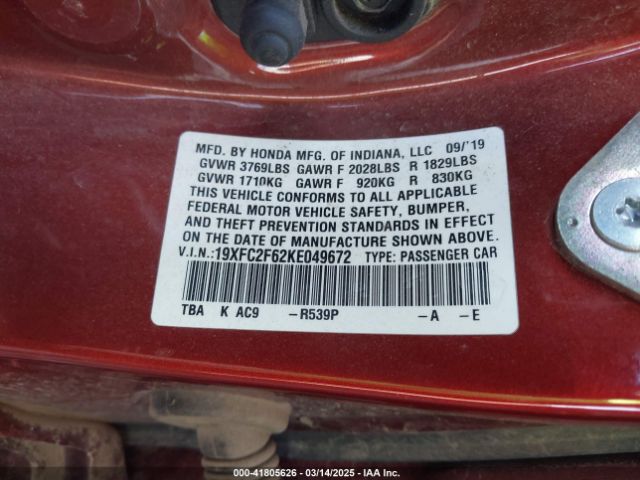 MFD. BY HONDA MFG. OF INDIANA, LLC 09/'19
GVWR 3769LBS GAWR F 2028LBS R 1829LBS
GVWR 1710KG GAWR F 920KG R 830KG
THIS VEHICLE CONFORMS TO ALL APPLICABLE
FEDERAL MOTOR VEHICLE SAFETY, BUMPER,
AND THEFT PREVENTION STANDARDS IN EFFECT
ON THE DATE OF MANUFACTURE SHOWN ABOVE.
V.I.N.:19XFC2F62KE049672 TYPE: PASSENGER CAR
TBA K AC9 -R539P -A -E
000-41805626 - 03/14/2025 - IAA Inc.